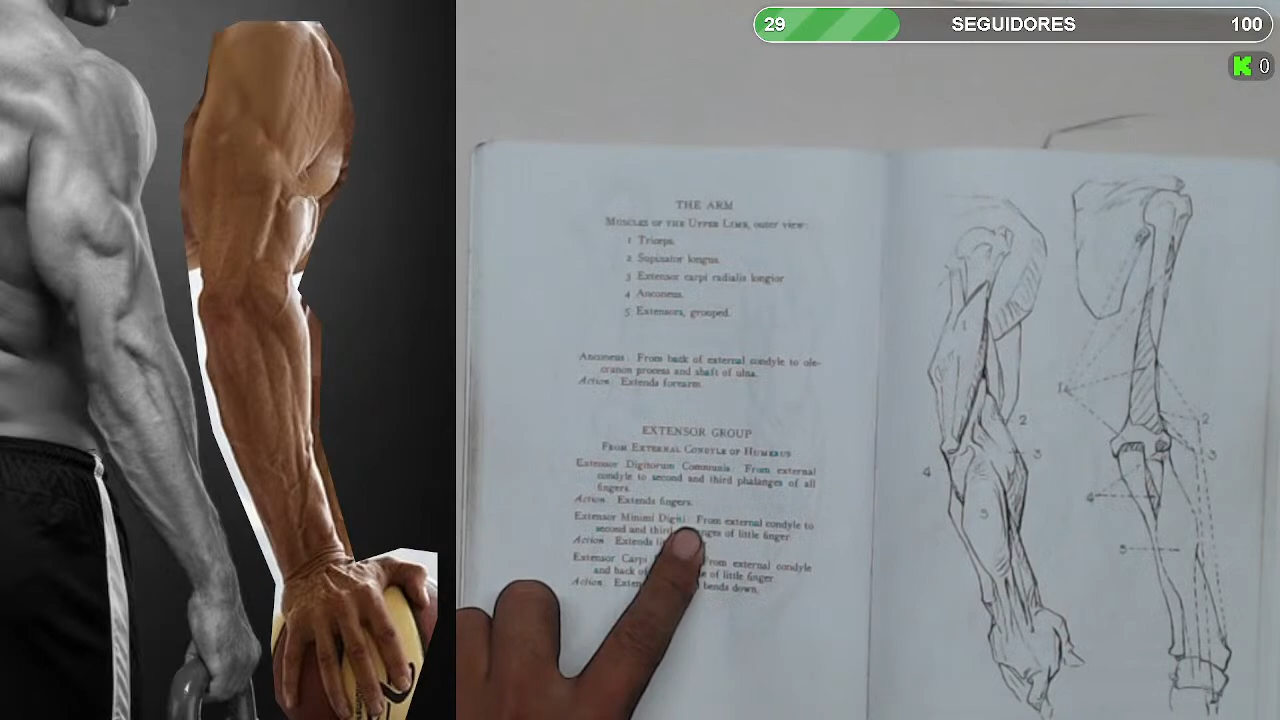 29 SEGUIDORES 100
0
THE ARM
MUSCLES OF THE UPPER LIMB, outer view:
1 Triceps.
2 Supinator longus.
3 Extensor carpi radialis longior
4 Anconeus.
5 Extensors, grouped.
Anconeus: From back of external condyle to ole-
cranon process and shaft of ulna.
Action: Extends forearm.
EXTENSOR GROUP
FROM EXTERNAL CONDYLE OF HUMERUS
Extensor Digitorum Communis: From external
condyle to second and third phalanges of all
fingers.
Action: Extends fingers.
Extensor Minimi Digiti: From external condyle to
second and third nges of little finger
Action: Extends
Extensor Carpi From external condyle
and back of of little finger
Action: bends down.
1
2
3
4
5
2
3
4
5